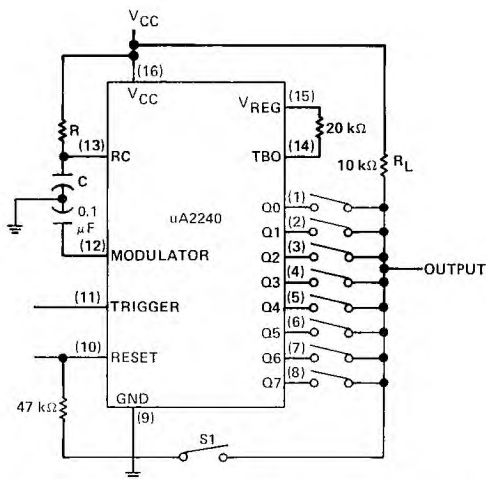 VCC
(16)
VCC
VREG
(15)
20 kΩ
R
(13)
RC
TBO
(14)
10 kΩ
RL
C
0.1
μF
uA2240
Q0
(1)
Q1
(2)
(12)
MODULATOR
Q2
(3)
OUTPUT
Q3
(4)
(11)
TRIGGER
Q4
(5)
Q5
(6)
(10)
RESET
Q6
(7)
Q7
(8)
47 kΩ
GND
(9)
S1